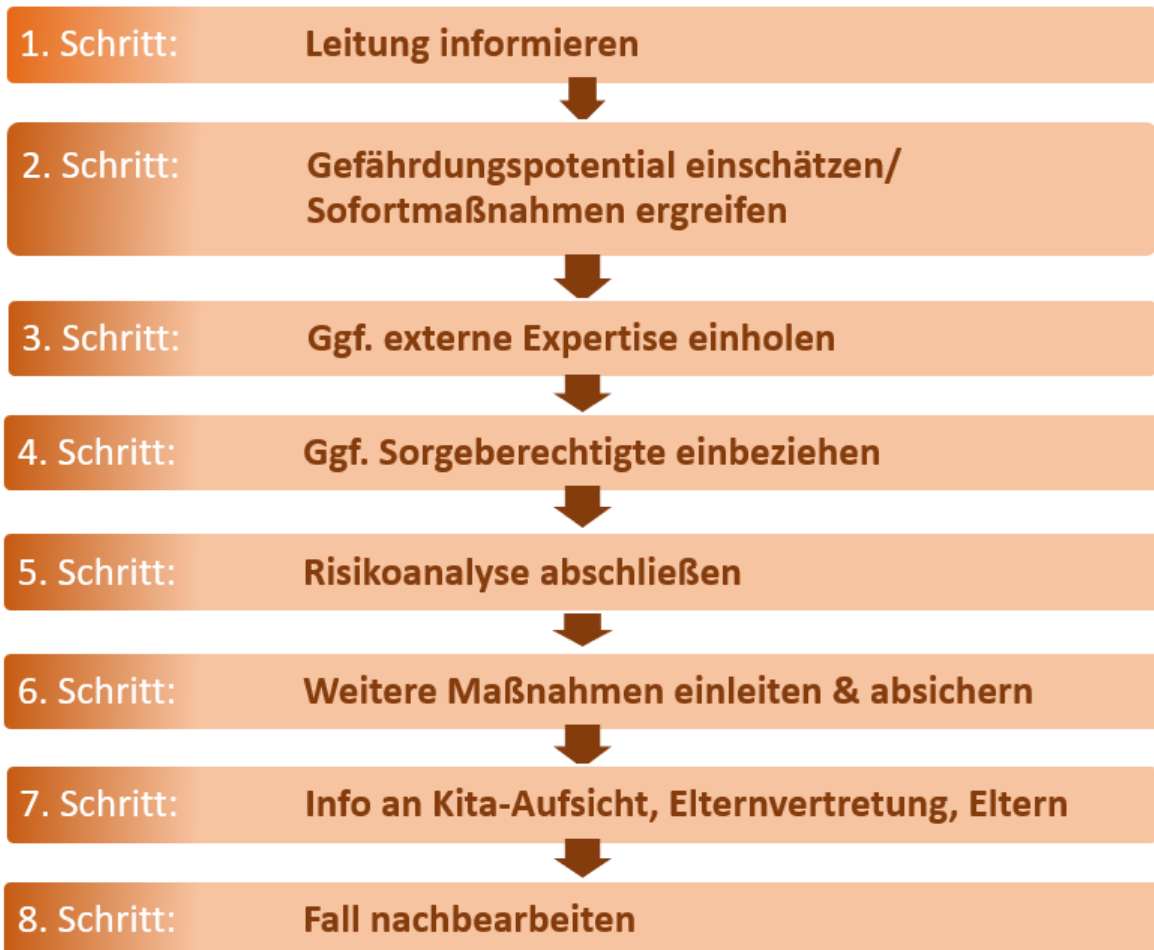 1. Schritt: Leitung informieren
2. Schritt: Gefährdungspotential einschätzen/
Sofortmaßnahmen ergreifen
3. Schritt: Ggf. externe Expertise einholen
4. Schritt: Ggf. Sorgeberechtigte einbeziehen
5. Schritt: Risikoanalyse abschließen
6. Schritt: Weitere Maßnahmen einleiten & absichern
7. Schritt: Info an Kita-Aufsicht, Elternvertretung, Eltern
8. Schritt: Fall nachbearbeiten